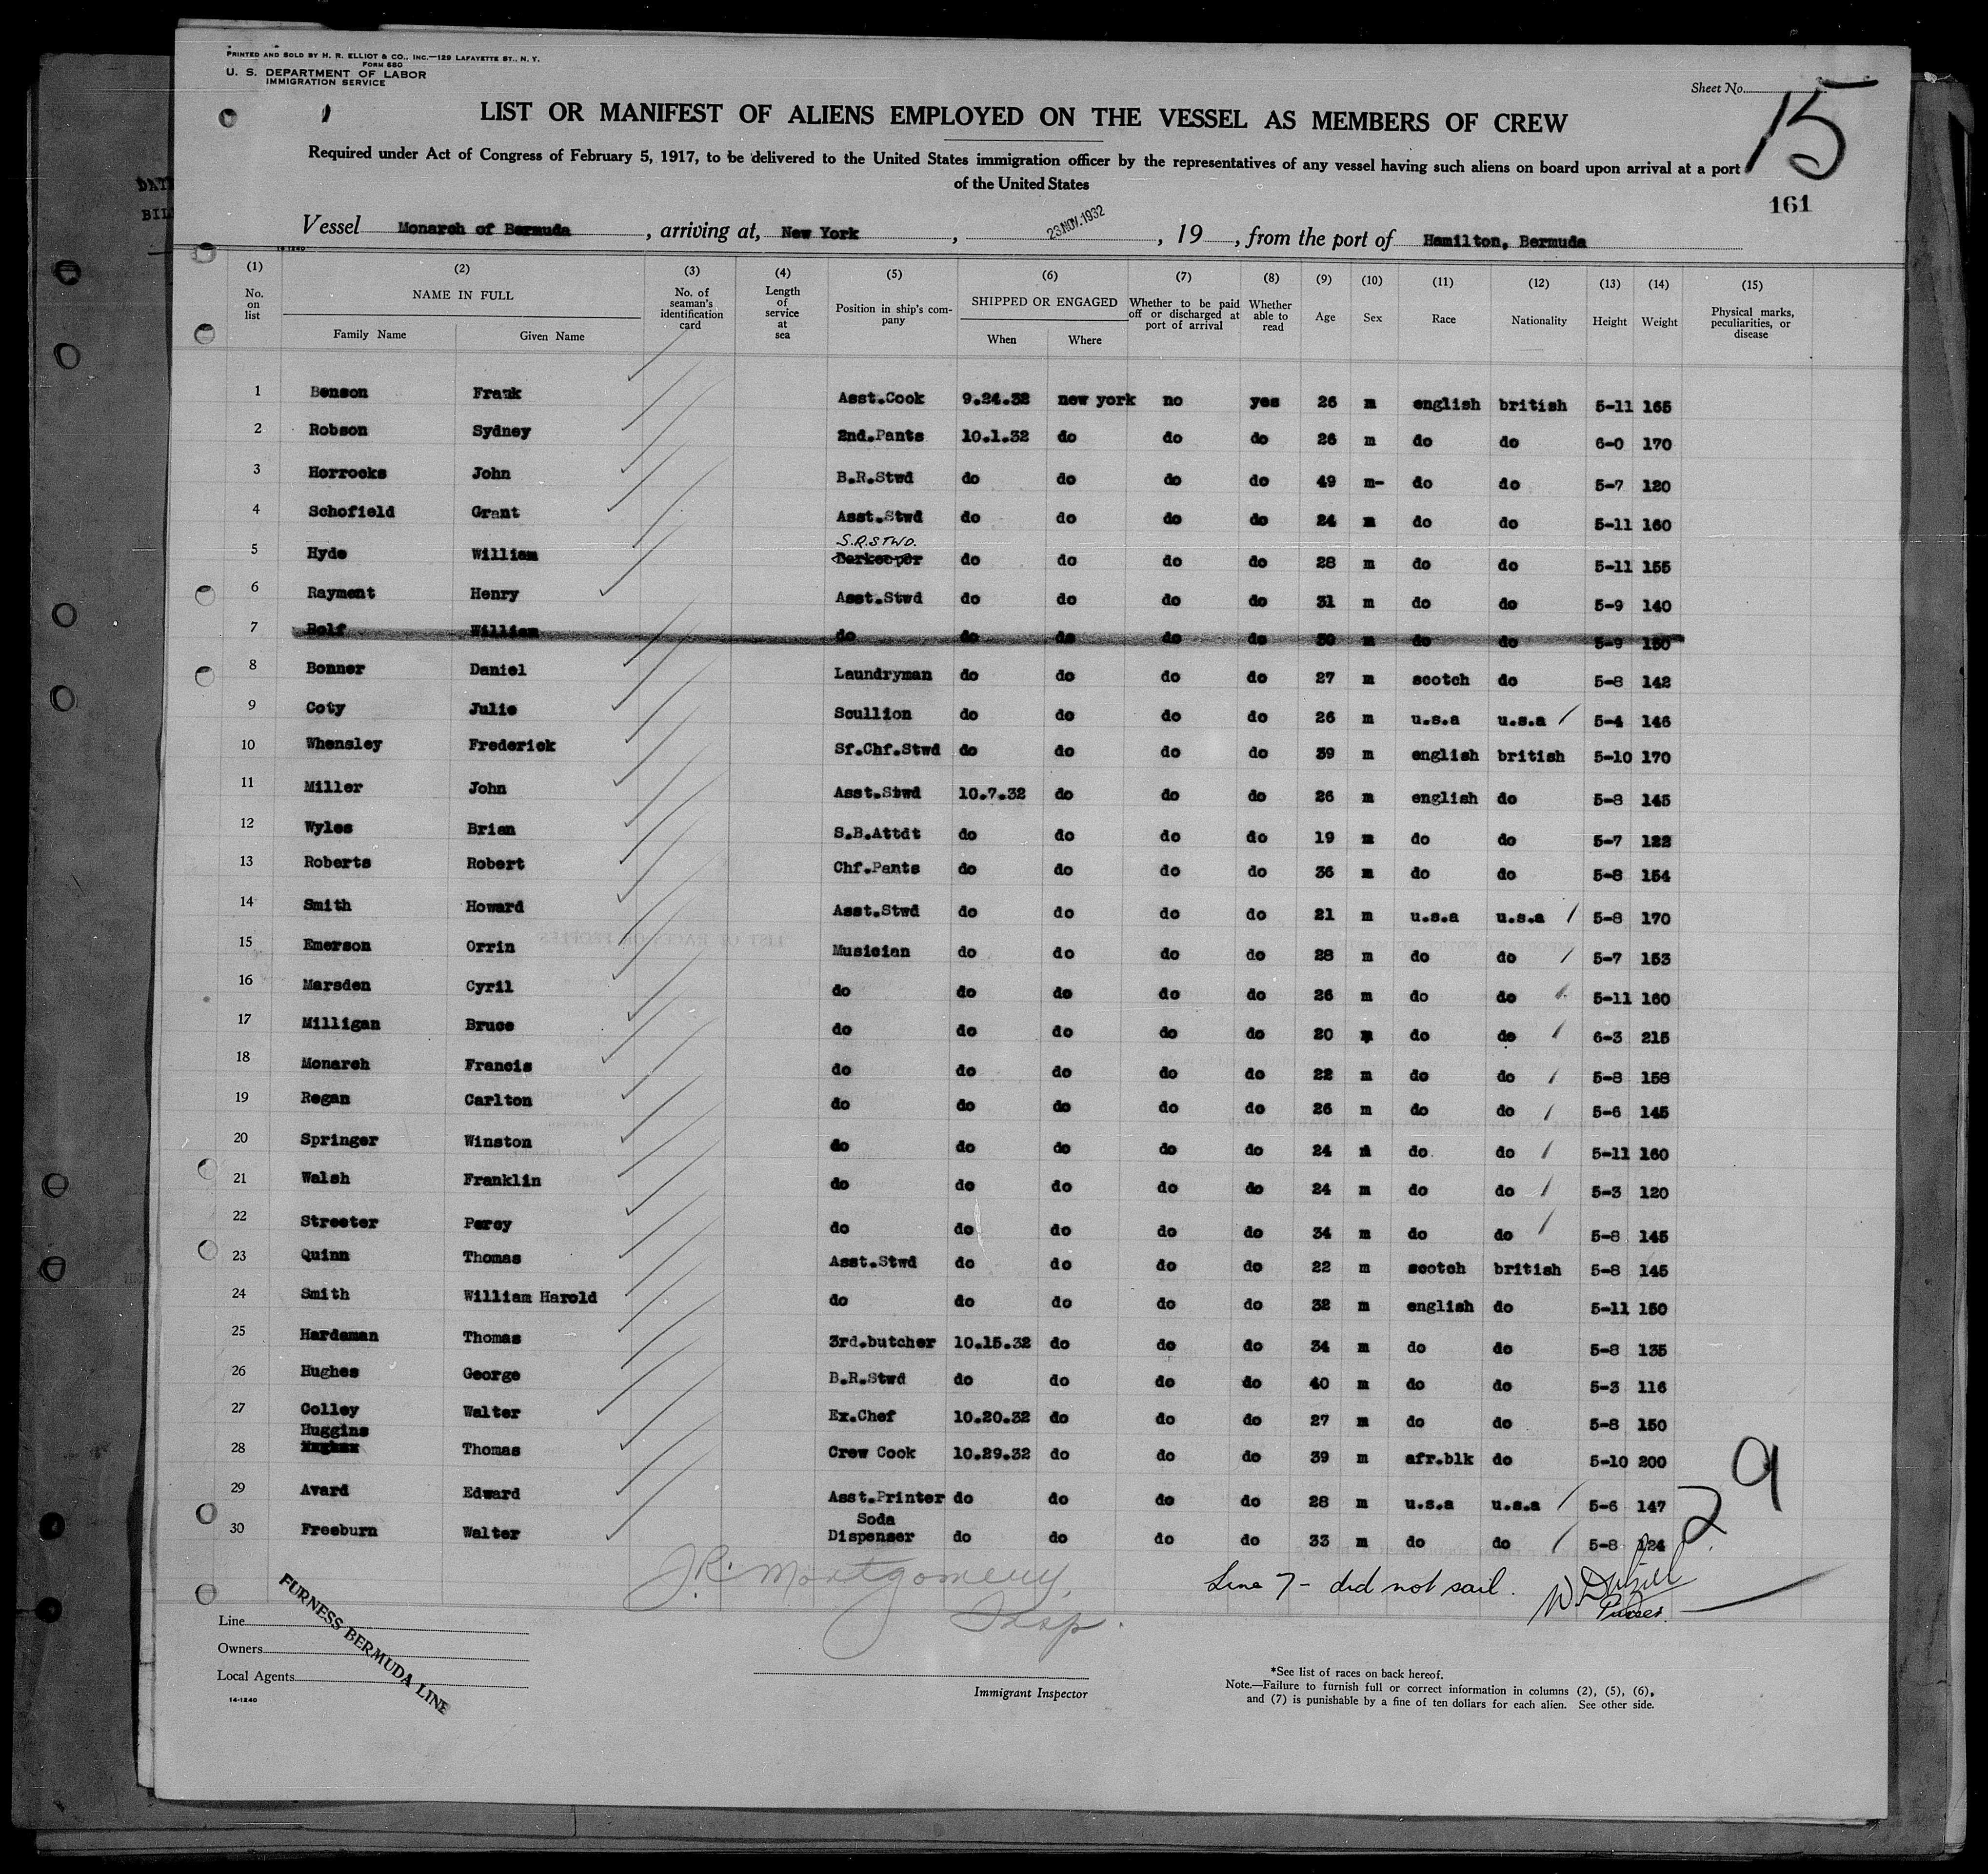 PRINTED AND SOLD BY H. R. ELLIOT & CO., INC.—129 LAFAYETTE ST., N. Y.
FORM 680
U. S. DEPARTMENT OF LABOR
IMMIGRATION SERVICE
Sheet No.
15
LIST OR MANIFEST OF ALIENS EMPLOYED ON THE VESSEL AS MEMBERS OF CREW
Required under Act of Congress of February 5, 1917, to be delivered to the United States immigration officer by the representatives of any vessel having such aliens on board upon arrival at a port
of the United States
161
Vessel Monarch of Bermuda, arriving at, New York, 23.NOV.1932, 19, from the port of Hamilton, Bermuda
14-1240
(1) (2) (3) (4) (5) (6) (7) (8) (9) (10) (11) (12) (13) (14) (15)
No. on list NAME IN FULL Family Name Given Name No. of seaman's identification card Length of service at sea Position in ship's company SHIPPED OR ENGAGED When Where Whether to be paid off or discharged at port of arrival Whether able to read Age Sex Race Nationality Height Weight Physical marks, peculiarities, or disease
1 Benson Frank Asst.Cook 9.24.32 new york no yes 26 m english british 5-11 165
2 Robson Sydney 2nd.Pants 10.1.32 do do do 26 m do do 6-0 170
3 Horrocks John B.R.Stwd do do do do 49 m- do do 5-7 120
4 Schofield Grant Asst.Stwd do do do do 24 m do do 5-11 160
S.R.STWD.
5 Hyde William Barkeeper do do do do 28 m do do 5-11 155
6 Rayment Henry Asst.Stwd do do do do 31 m do do 5-9 140
7 Rolf William do do do do do 30 m do do 5-9 150
8 Bonner Daniel Laundryman do do do do 27 m scotch do 5-8 142
9 Coty Julie Scullion do do do do 26 m u.s.a u.s.a 5-4 146
10 Whensley Frederick Sf.Chf.Stwd do do do do 39 m english british 5-10 170
11 Miller John Asst.Stwd 10.7.32 do do do 26 m english do 5-8 145
12 Wyles Brian S.B.Attdt do do do do 19 m do do 5-7 122
13 Roberts Robert Chf.Pants do do do do 36 m do do 5-8 154
14 Smith Howard Asst.Stwd do do do do 21 m u.s.a u.s.a 5-8 170
15 Emerson Orrin Musician do do do do 28 m do do 5-7 153
16 Marsden Cyril do do do do do 26 m do do 5-11 160
17 Milligan Bruce do do do do do 20 m do do 6-3 215
18 Monarch Francis do do do do do 22 m do do 5-8 158
19 Regan Carlton do do do do do 26 m do do 5-6 145
20 Springer Winston do do do do do 24 m do do 5-11 160
21 Walsh Franklin do do do do do 24 m do do 5-3 120
22 Streeter Percy do do do do do 34 m do do 5-8 145
23 Quinn Thomas Asst.Stwd do do do do 22 m scotch british 5-8 145
24 Smith William Harold do do do do do 32 m english do 5-11 150
25 Hardaman Thomas 3rd.butcher 10.15.32 do do do 34 m do do 5-8 135
26 Hughes George B.R.Stwd do do do do 40 m do do 5-3 116
27 Colley Walter Ex.Chef 10.20.32 do do do 27 m do do 5-8 150
Huggins
28 Thomas Crew Cook 10.29.32 do do do 39 m afr.blk do 5-10 200
29 Avard Edward Asst.Printer do do do do 28 m u.s.a u.s.a 5-6 147
Soda
30 Freeburn Walter Dispenser do do do do 33 m do do 5-8 124
29
J.R. Montgomery,
Insp.
Line 7 - did not sail.
Purser.
Line
Owners
Local Agents
FURNESS BERMUDA LINE
14-1240
Immigrant Inspector
*See list of races on back hereof.
Note.—Failure to furnish full or correct information in columns (2), (5), (6),
and (7) is punishable by a fine of ten dollars for each alien. See other side.